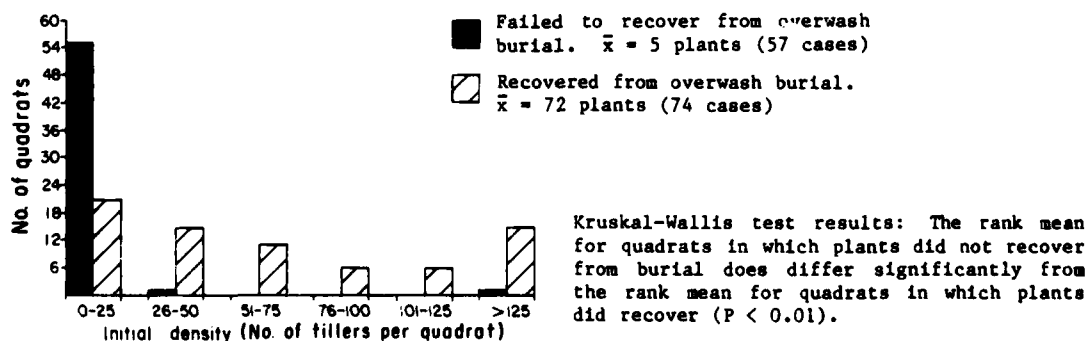 60
54
48
42
36
30
24
18
12
6
No. of quadrats
0-25 26-50 51-75 76-100 101-125 >125
Initial density (No. of tillers per quadrat)
Failed to recover from overwash
burial. x̄ = 5 plants (57 cases)
Recovered from overwash burial.
x̄ = 72 plants (74 cases)
Kruskal-Wallis test results: The rank mean
for quadrats in which plants did not recover
from burial does differ significantly from
the rank mean for quadrats in which plants
did recover (P < 0.01).